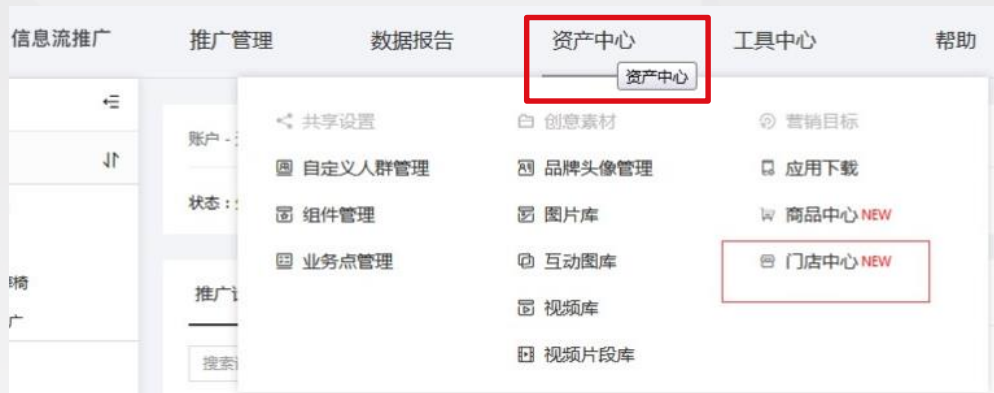 信息流推广 推广管理 数据报告 资产中心 工具中心 帮助
资产中心
共享设置 创意素材 营销目标
账户 -
自定义人群管理 品牌头像管理 应用下载
状态：
组件管理 图片库 商品中心 NEW
业务点管理 互动图库 门店中心 NEW
椅
推广
视频库
广
搜索
视频片段库